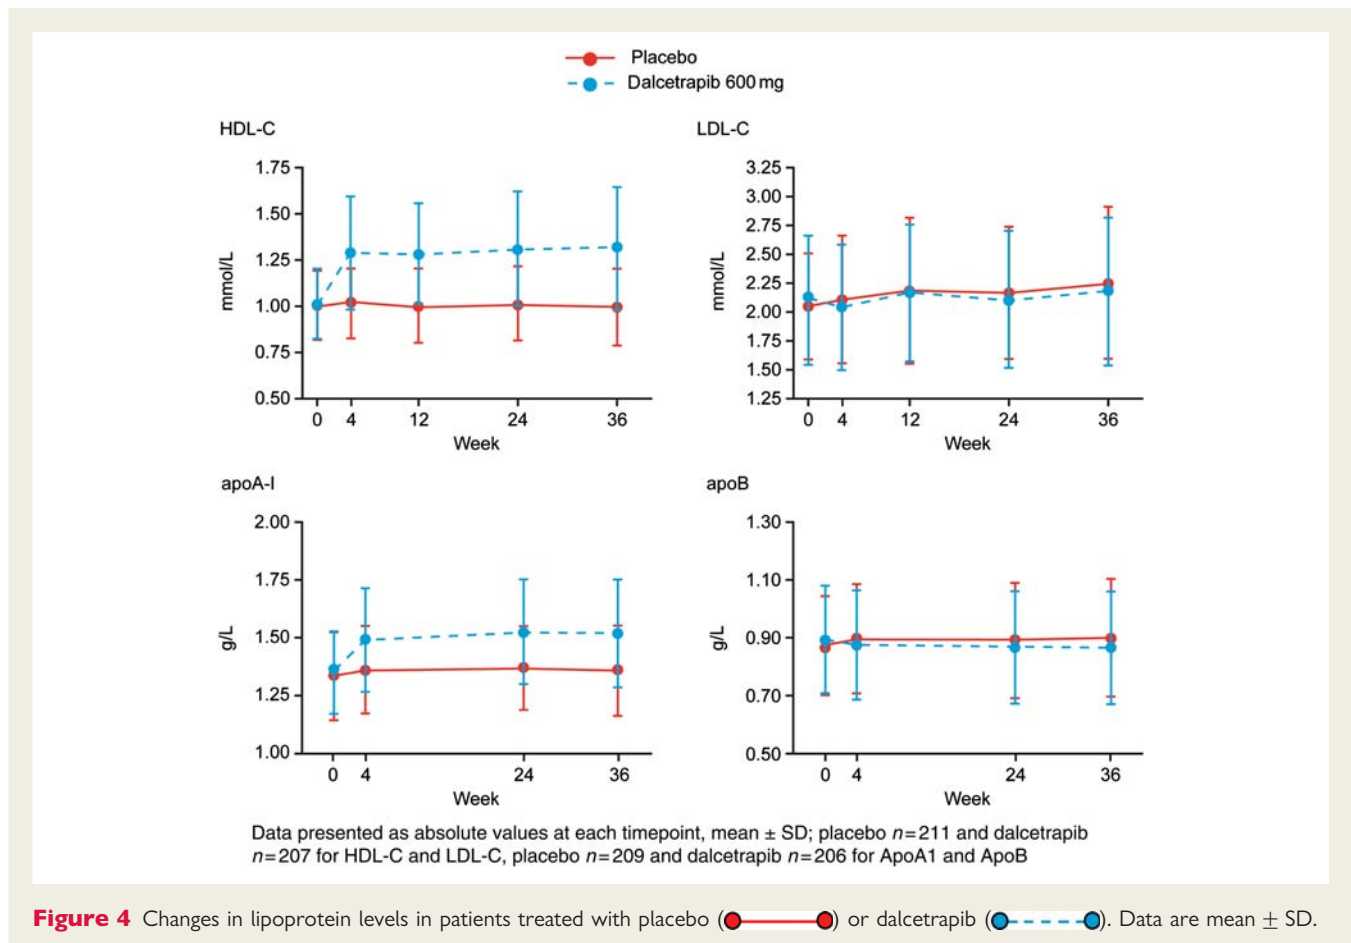 Placebo
Dalcetrapib 600 mg
HDL-C
mmol/L
1.75
1.50
1.25
1.00
0.75
0.50
0 4 12 24 36
Week
LDL-C
mmol/L
3.25
3.00
2.75
2.50
2.25
2.00
1.75
1.50
1.25
0 4 12 24 36
Week
apoA-I
g/L
2.00
1.75
1.50
1.25
1.00
0 4 24 36
Week
apoB
g/L
1.30
1.10
0.90
0.70
0.50
0 4 24 36
Week
Data presented as absolute values at each timepoint, mean ± SD; placebo n=211 and dalcetrapib
n=207 for HDL-C and LDL-C, placebo n=209 and dalcetrapib n=206 for ApoA1 and ApoB
Figure 4 Changes in lipoprotein levels in patients treated with placebo ( ) or dalcetrapib ( ). Data are mean ± SD.